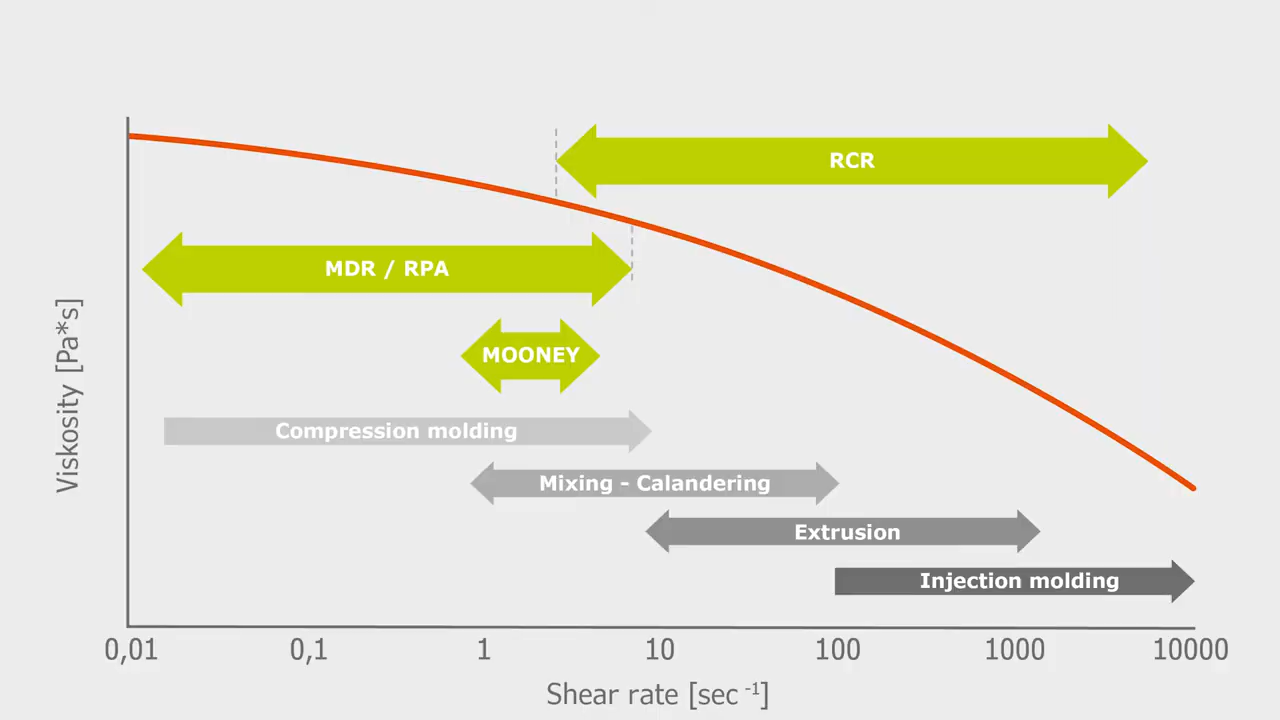 RCR
MDR / RPA
MOONEY
Compression molding
Mixing - Calandering
Extrusion
Injection molding
Viskosity [Pa*s]
0,01 0,1 1 10 100 1000 10000
Shear rate [sec -1]